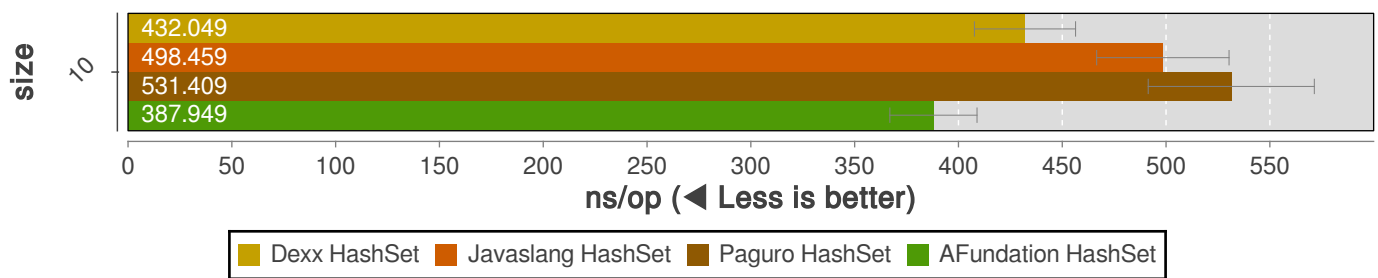 432.049
498.459
531.409
387.949
size
10
0 50 100 150 200 250 300 350 400 450 500 550
ns/op (◀ Less is better)
Dexx HashSet Javaslang HashSet Paguro HashSet AFundation HashSet